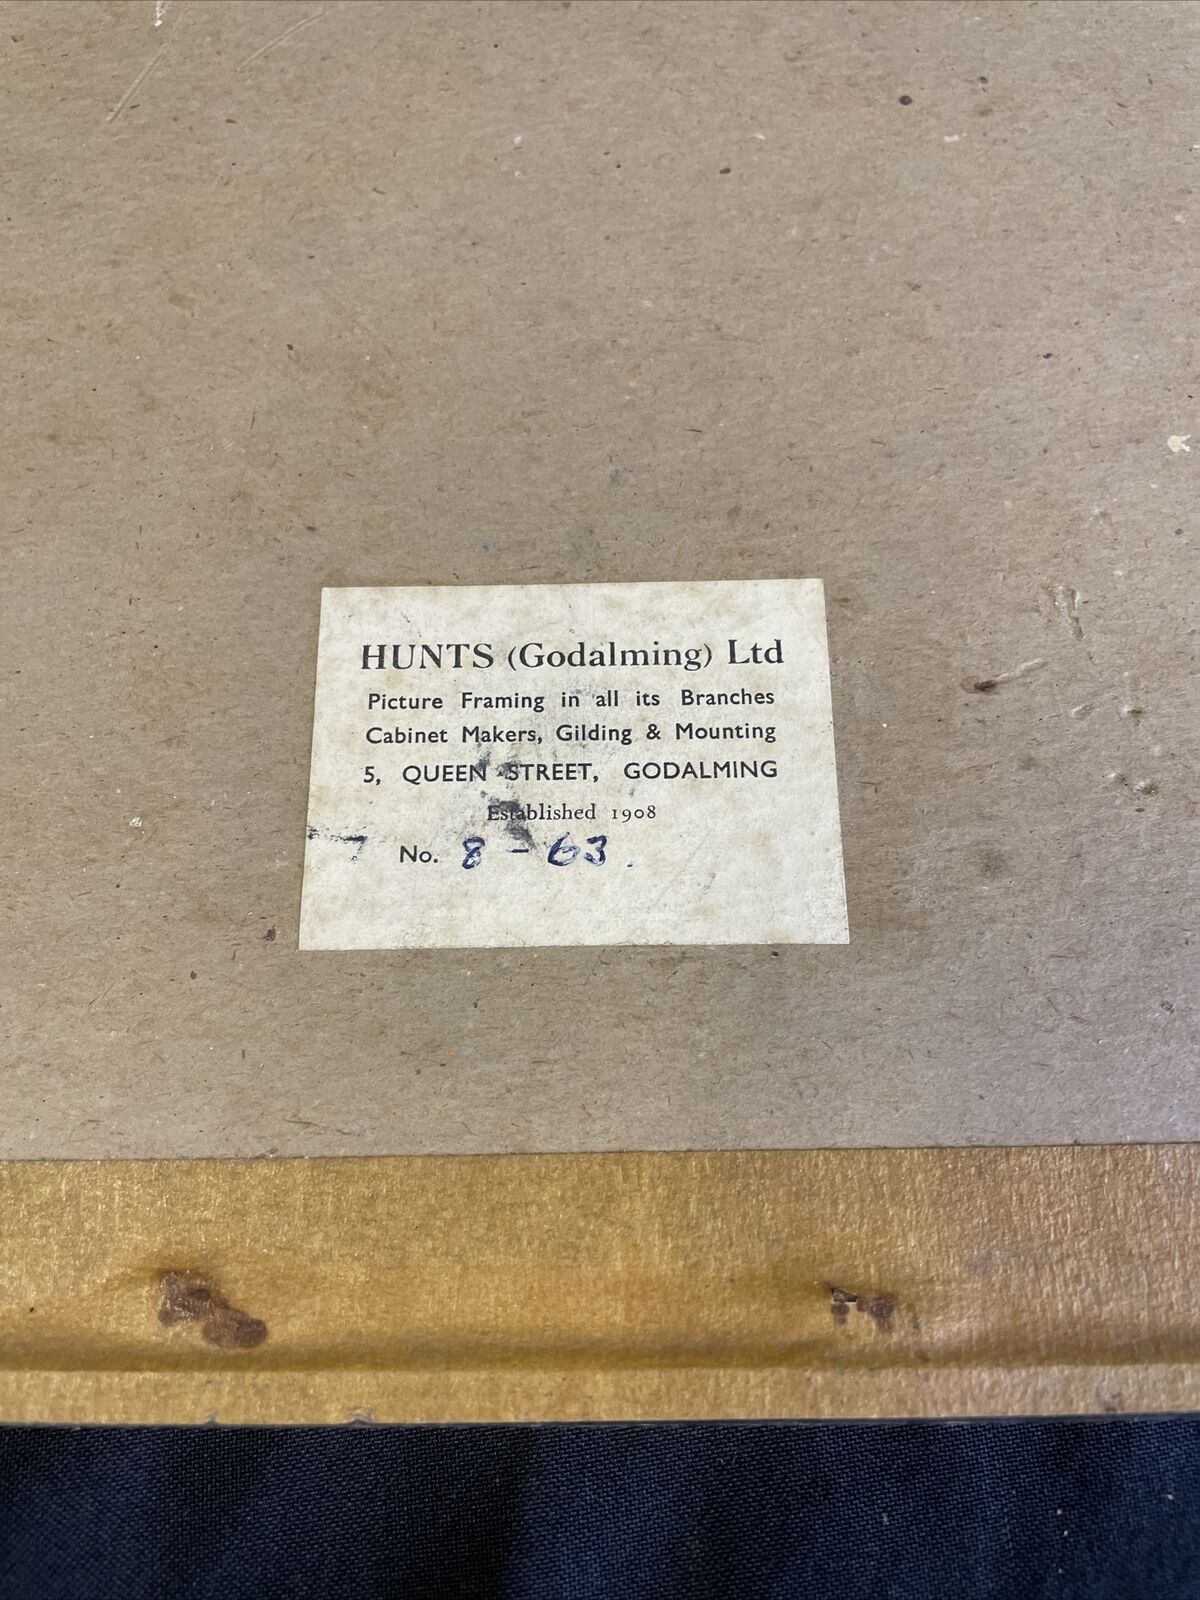 HUNTS (Godalming) Ltd
Picture Framing in all its Branches
Cabinet Makers, Gilding & Mounting
5, QUEEN STREET, GODALMING
Established 1908
No. 8 - 63.